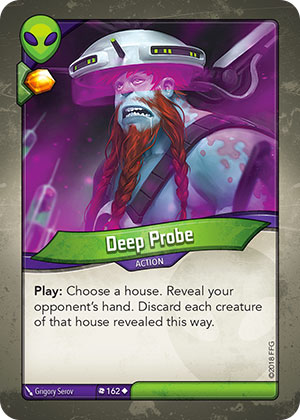 Deep Probe
ACTION
Play: Choose a house. Reveal your
opponent's hand. Discard each creature
of that house revealed this way.
Grigory Serov
162
©2018 FFG